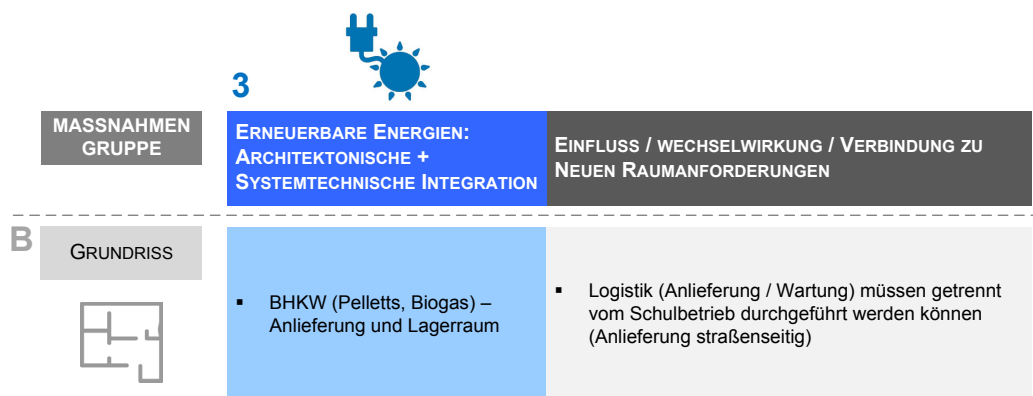 3
MASSNAHMEN
GRUPPE
ERNEUERBARE ENERGIEN:
ARCHITEKTONISCHE +
SYSTEMTECHNISCHE INTEGRATION
EINFLUSS / WECHSELWIRKUNG / VERBINDUNG ZU
NEUEN RAUMANFORDERUNGEN
B
GRUNDRISS
▪ BHKW (Pelletts, Biogas) –
Anlieferung und Lagerraum
▪ Logistik (Anlieferung / Wartung) müssen getrennt
vom Schulbetrieb durchgeführt werden können
(Anlieferung straßenseitig)